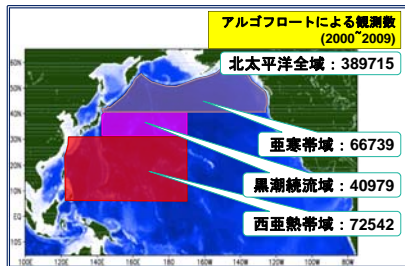 アルゴフロートによる観測数
(2000~2009)
北太平洋全域：389715
亜寒帯域：66739
黒潮続流域：40979
西亜熱帯域：72542
60N
50N
40N
30N
20N
10N
EQ
10S
100E 120E 140E 160E 180 160W 140W 120W 100W 80W